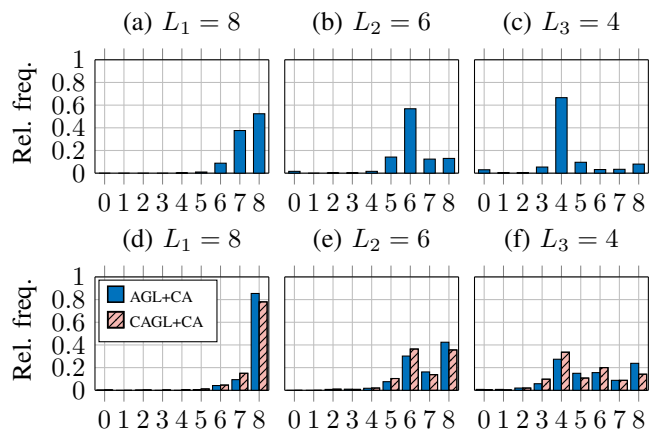 (a) L₁ = 8 (b) L₂ = 6 (c) L₃ = 4
1
0.8
0.6
0.4
0.2
0
Rel. freq.
0 1 2 3 4 5 6 7 8 0 1 2 3 4 5 6 7 8 0 1 2 3 4 5 6 7 8
(d) L₁ = 8 (e) L₂ = 6 (f) L₃ = 4
1
0.8
0.6
0.4
0.2
0
Rel. freq.
AGL+CA
CAGL+CA
0 1 2 3 4 5 6 7 8 0 1 2 3 4 5 6 7 8 0 1 2 3 4 5 6 7 8